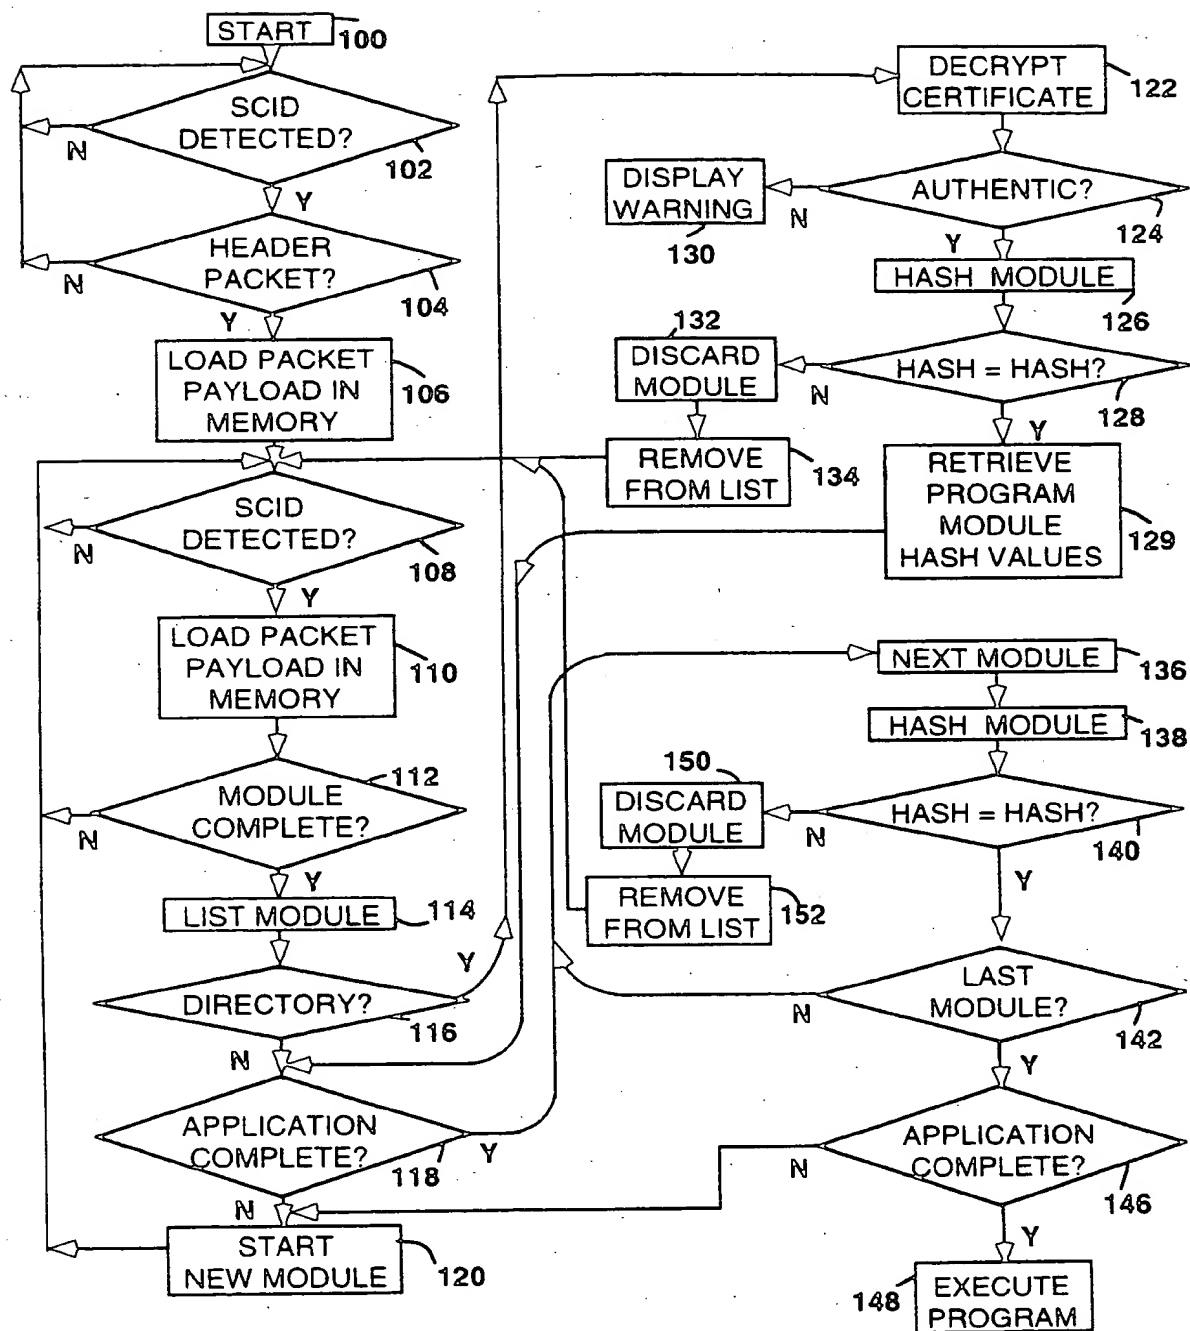 START
100
SCID
DETECTED?
102
N
Y
HEADER
PACKET?
104
N
Y
LOAD PACKET
PAYLOAD IN
MEMORY
106
SCID
DETECTED?
108
N
Y
LOAD PACKET
PAYLOAD IN
MEMORY
110
MODULE
COMPLETE?
112
N
Y
LIST MODULE
114
DIRECTORY?
116
Y
N
APPLICATION
COMPLETE?
118
Y
N
START
NEW MODULE
120
DECRYPT
CERTIFICATE
122
AUTHENTIC?
124
N
Y
DISPLAY
WARNING
130
HASH MODULE
126
HASH = HASH?
128
N
Y
132
DISCARD
MODULE
REMOVE
FROM LIST
134
RETRIEVE
PROGRAM
MODULE
HASH VALUES
129
NEXT MODULE
136
HASH MODULE
138
HASH = HASH?
140
N
Y
150
DISCARD
MODULE
REMOVE
FROM LIST
152
LAST
MODULE?
142
N
Y
APPLICATION
COMPLETE?
146
N
Y
148
EXECUTE
PROGRAM